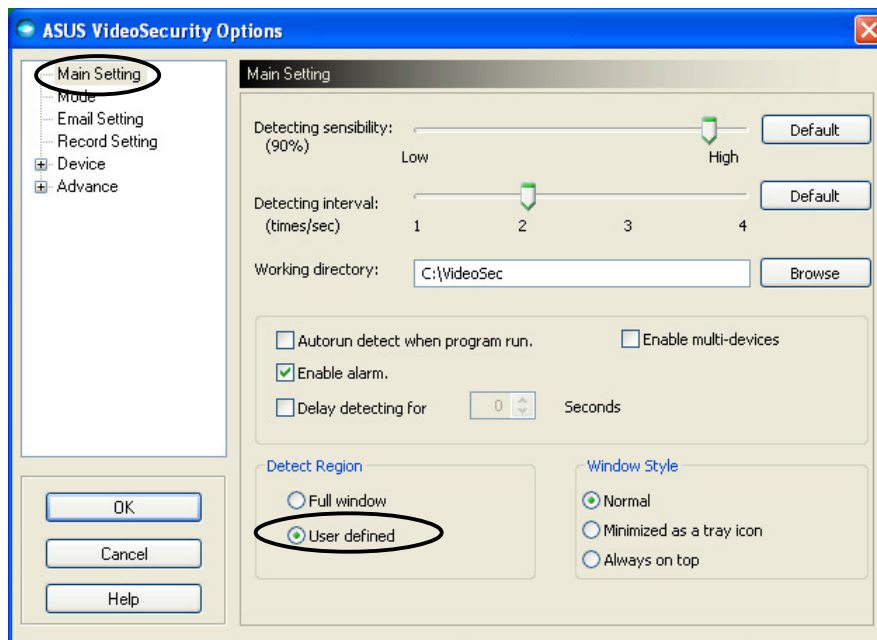 ASUS VideoSecurity Options
Main Setting
Mode
Email Setting
Record Setting
Device
Advance
OK
Cancel
Help
Main Setting
Detecting sensibility:
(90%)
Low
High
Default
Detecting interval:
(times/sec)
1 2 3 4
Default
Working directory:
C:\VideoSec
Browse
Autorun detect when program run.
Enable multi-devices
Enable alarm.
Delay detecting for 0 Seconds
Detect Region
Full window
User defined
Window Style
Normal
Minimized as a tray icon
Always on top